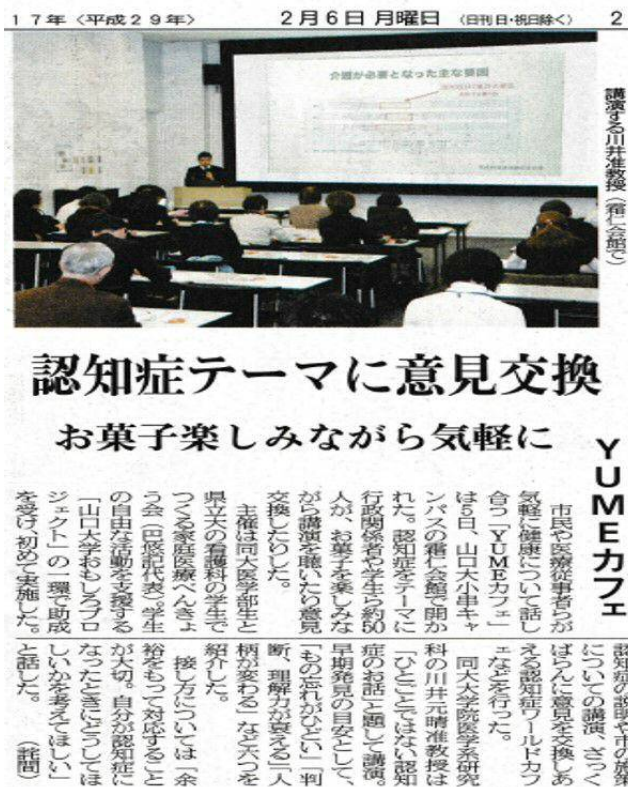 17年〈平成29年〉 2月6日 月曜日 (日刊 日・祝日除く) 2
介護が必要となった主な要因
講演する川井准教授(霜仁会館で)
認知症テーマに意見交換
お菓子楽しみながら気軽に
YUMEカフェ
市民や医療従事者らが
気軽に健康について話し
合う「YUMEカフェ」
は5日、山口大小串キャ
ンパスの霜仁会館で開か
れた。認知症をテーマに
行政関係者や学生ら約50
人が、お菓子を楽しみな
がら講演を聴いたり意見
交換したりした。
主催は同大医学部生と
県立大の看護科の学生で
つくる家庭医療べんきょ
う会(巴悠記代表)。学生
の自由な活動を支援する
「山口大学おもしろプロ
ジェクト」の一環で助成
を受け、初めて実施した。
認知症の説明や市の施策
についての講演、ざっく
ばらんに意見を交換しあ
える認知症ワールドカフ
ェなどを行った。
同大大学院医学系研究
科の川井元晴准教授は
「ひとごとではない認知
症のお話」と題して講演。
早期発見の目安として、
「もの忘れがひどい」「判
断、理解力が衰える」「人
柄が変わる」など六つを
紹介した。
接し方については「余
裕をもって対応すること
が大切。自分が認知症に
なったときにどうしてほ
しいかを考えてほしい」
と話した。 (詫間)